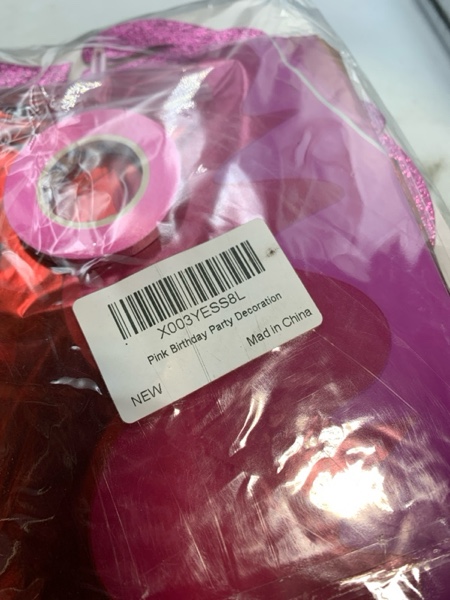 X003YESS8L
Pink Birthday Party Decoration
NEW
Mad in China